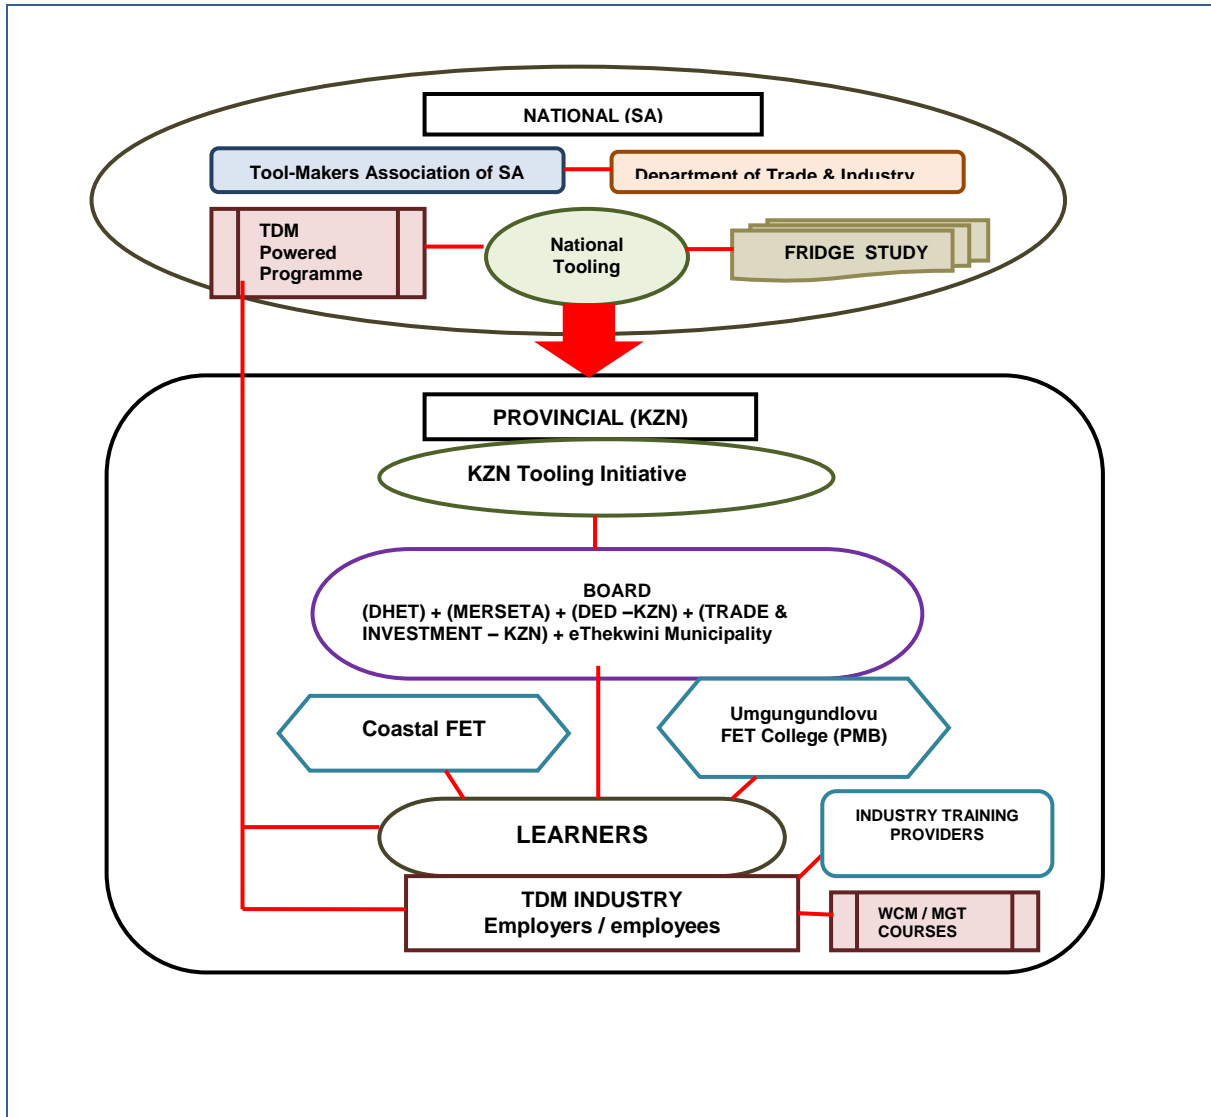 NATIONAL (SA)
Tool-Makers Association of SA
Department of Trade & Industry
TDM
Powered
Programme
National
Tooling
FRIDGE STUDY
PROVINCIAL (KZN)
KZN Tooling Initiative
BOARD
(DHET) + (MERSETA) + (DED –KZN) + (TRADE &
INVESTMENT – KZN) + eThekwini Municipality
Coastal FET
Umgungundlovu
FET College (PMB)
LEARNERS
INDUSTRY TRAINING
PROVIDERS
TDM INDUSTRY
Employers / employees
WCM / MGT
COURSES